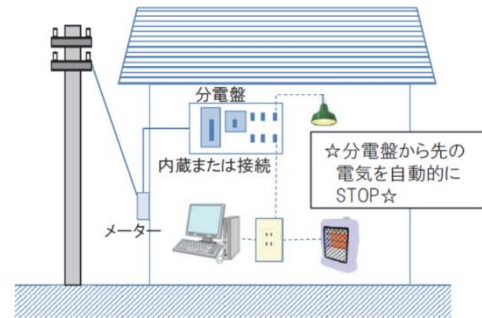 分電盤
内蔵または接続
メーター
☆分電盤から先の
電気を自動的に
STOP☆